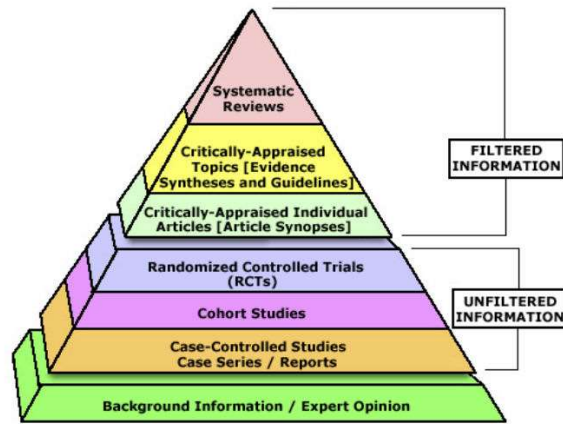 Systematic
Reviews
Critically-Appraised
Topics [Evidence
Syntheses and Guidelines]
FILTERED
INFORMATION
Critically-Appraised Individual
Articles [Article Synopses]
Randomized Controlled Trials
(RCTs)
UNFILTERED
INFORMATION
Cohort Studies
Case-Controlled Studies
Case Series / Reports
Background Information / Expert Opinion